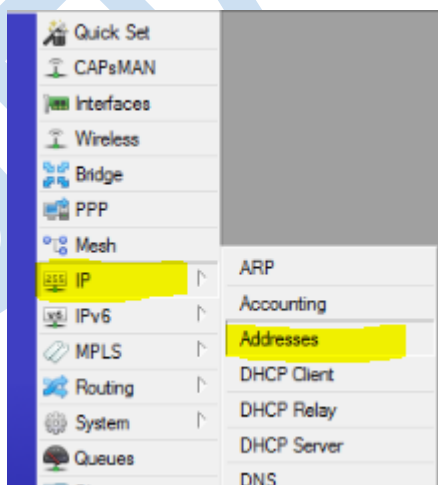 Quick Set
CAPsMAN
Interfaces
Wireless
Bridge
PPP
Mesh
IP
IPv6
MPLS
Routing
System
Queues
ARP
Accounting
Addresses
DHCP Client
DHCP Relay
DHCP Server
DNS